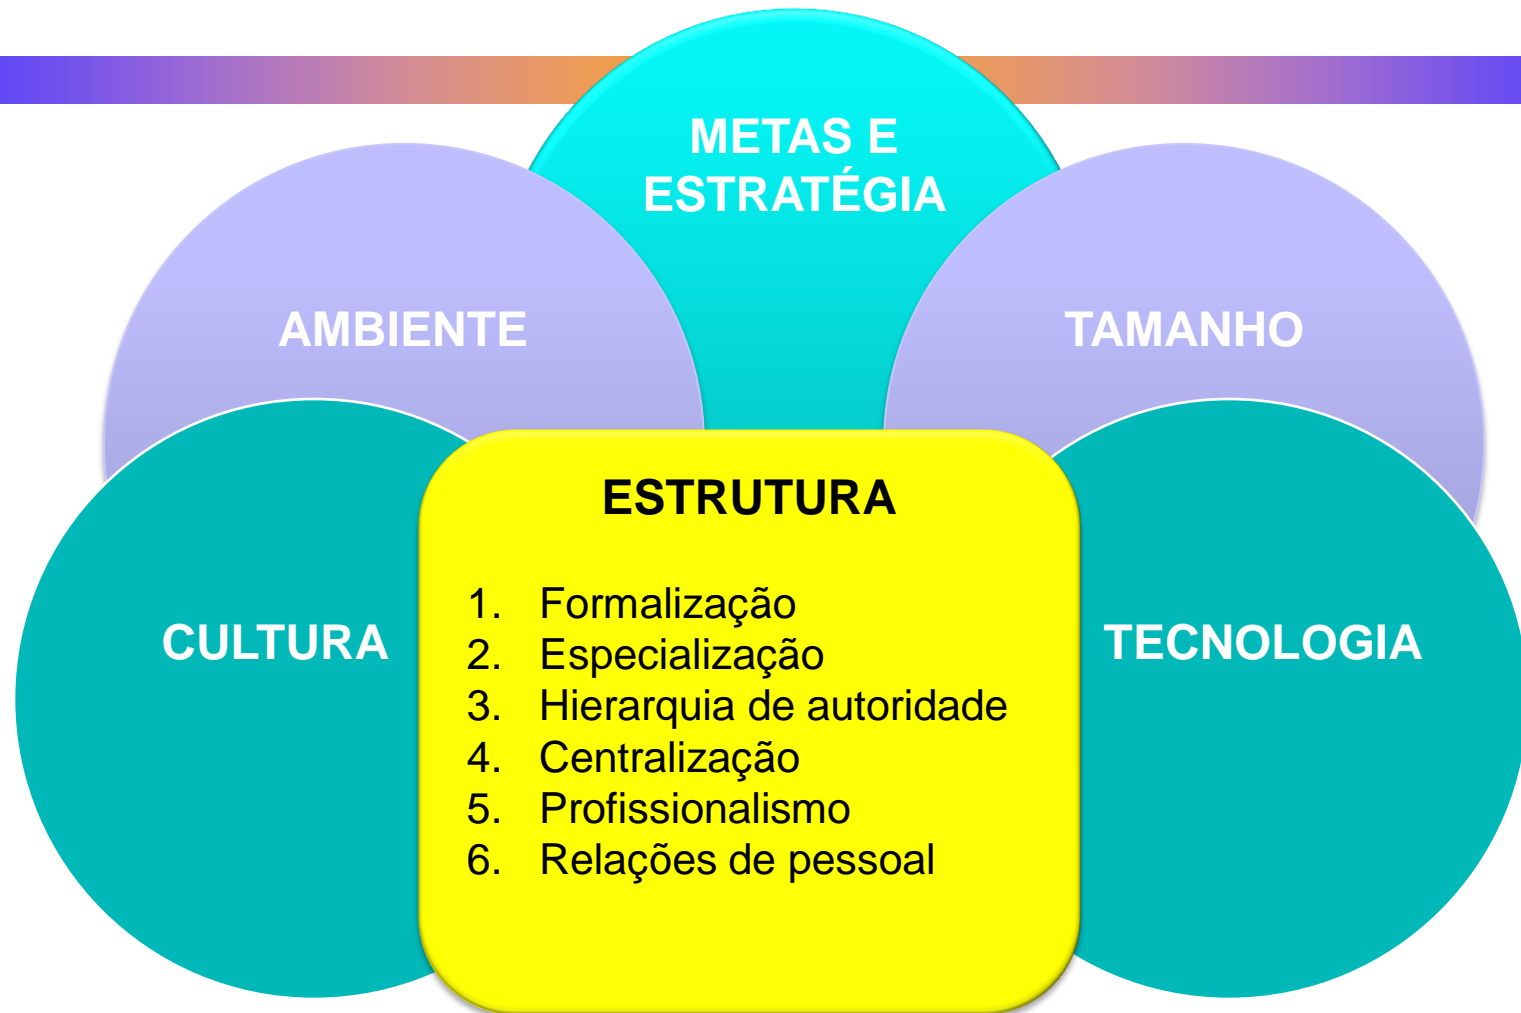 METAS E
ESTRATÉGIA
AMBIENTE
TAMANHO
CULTURA
ESTRUTURA
1. Formalização
2. Especialização
3. Hierarquia de autoridade
4. Centralização
5. Profissionalismo
6. Relações de pessoal
TECNOLOGIA